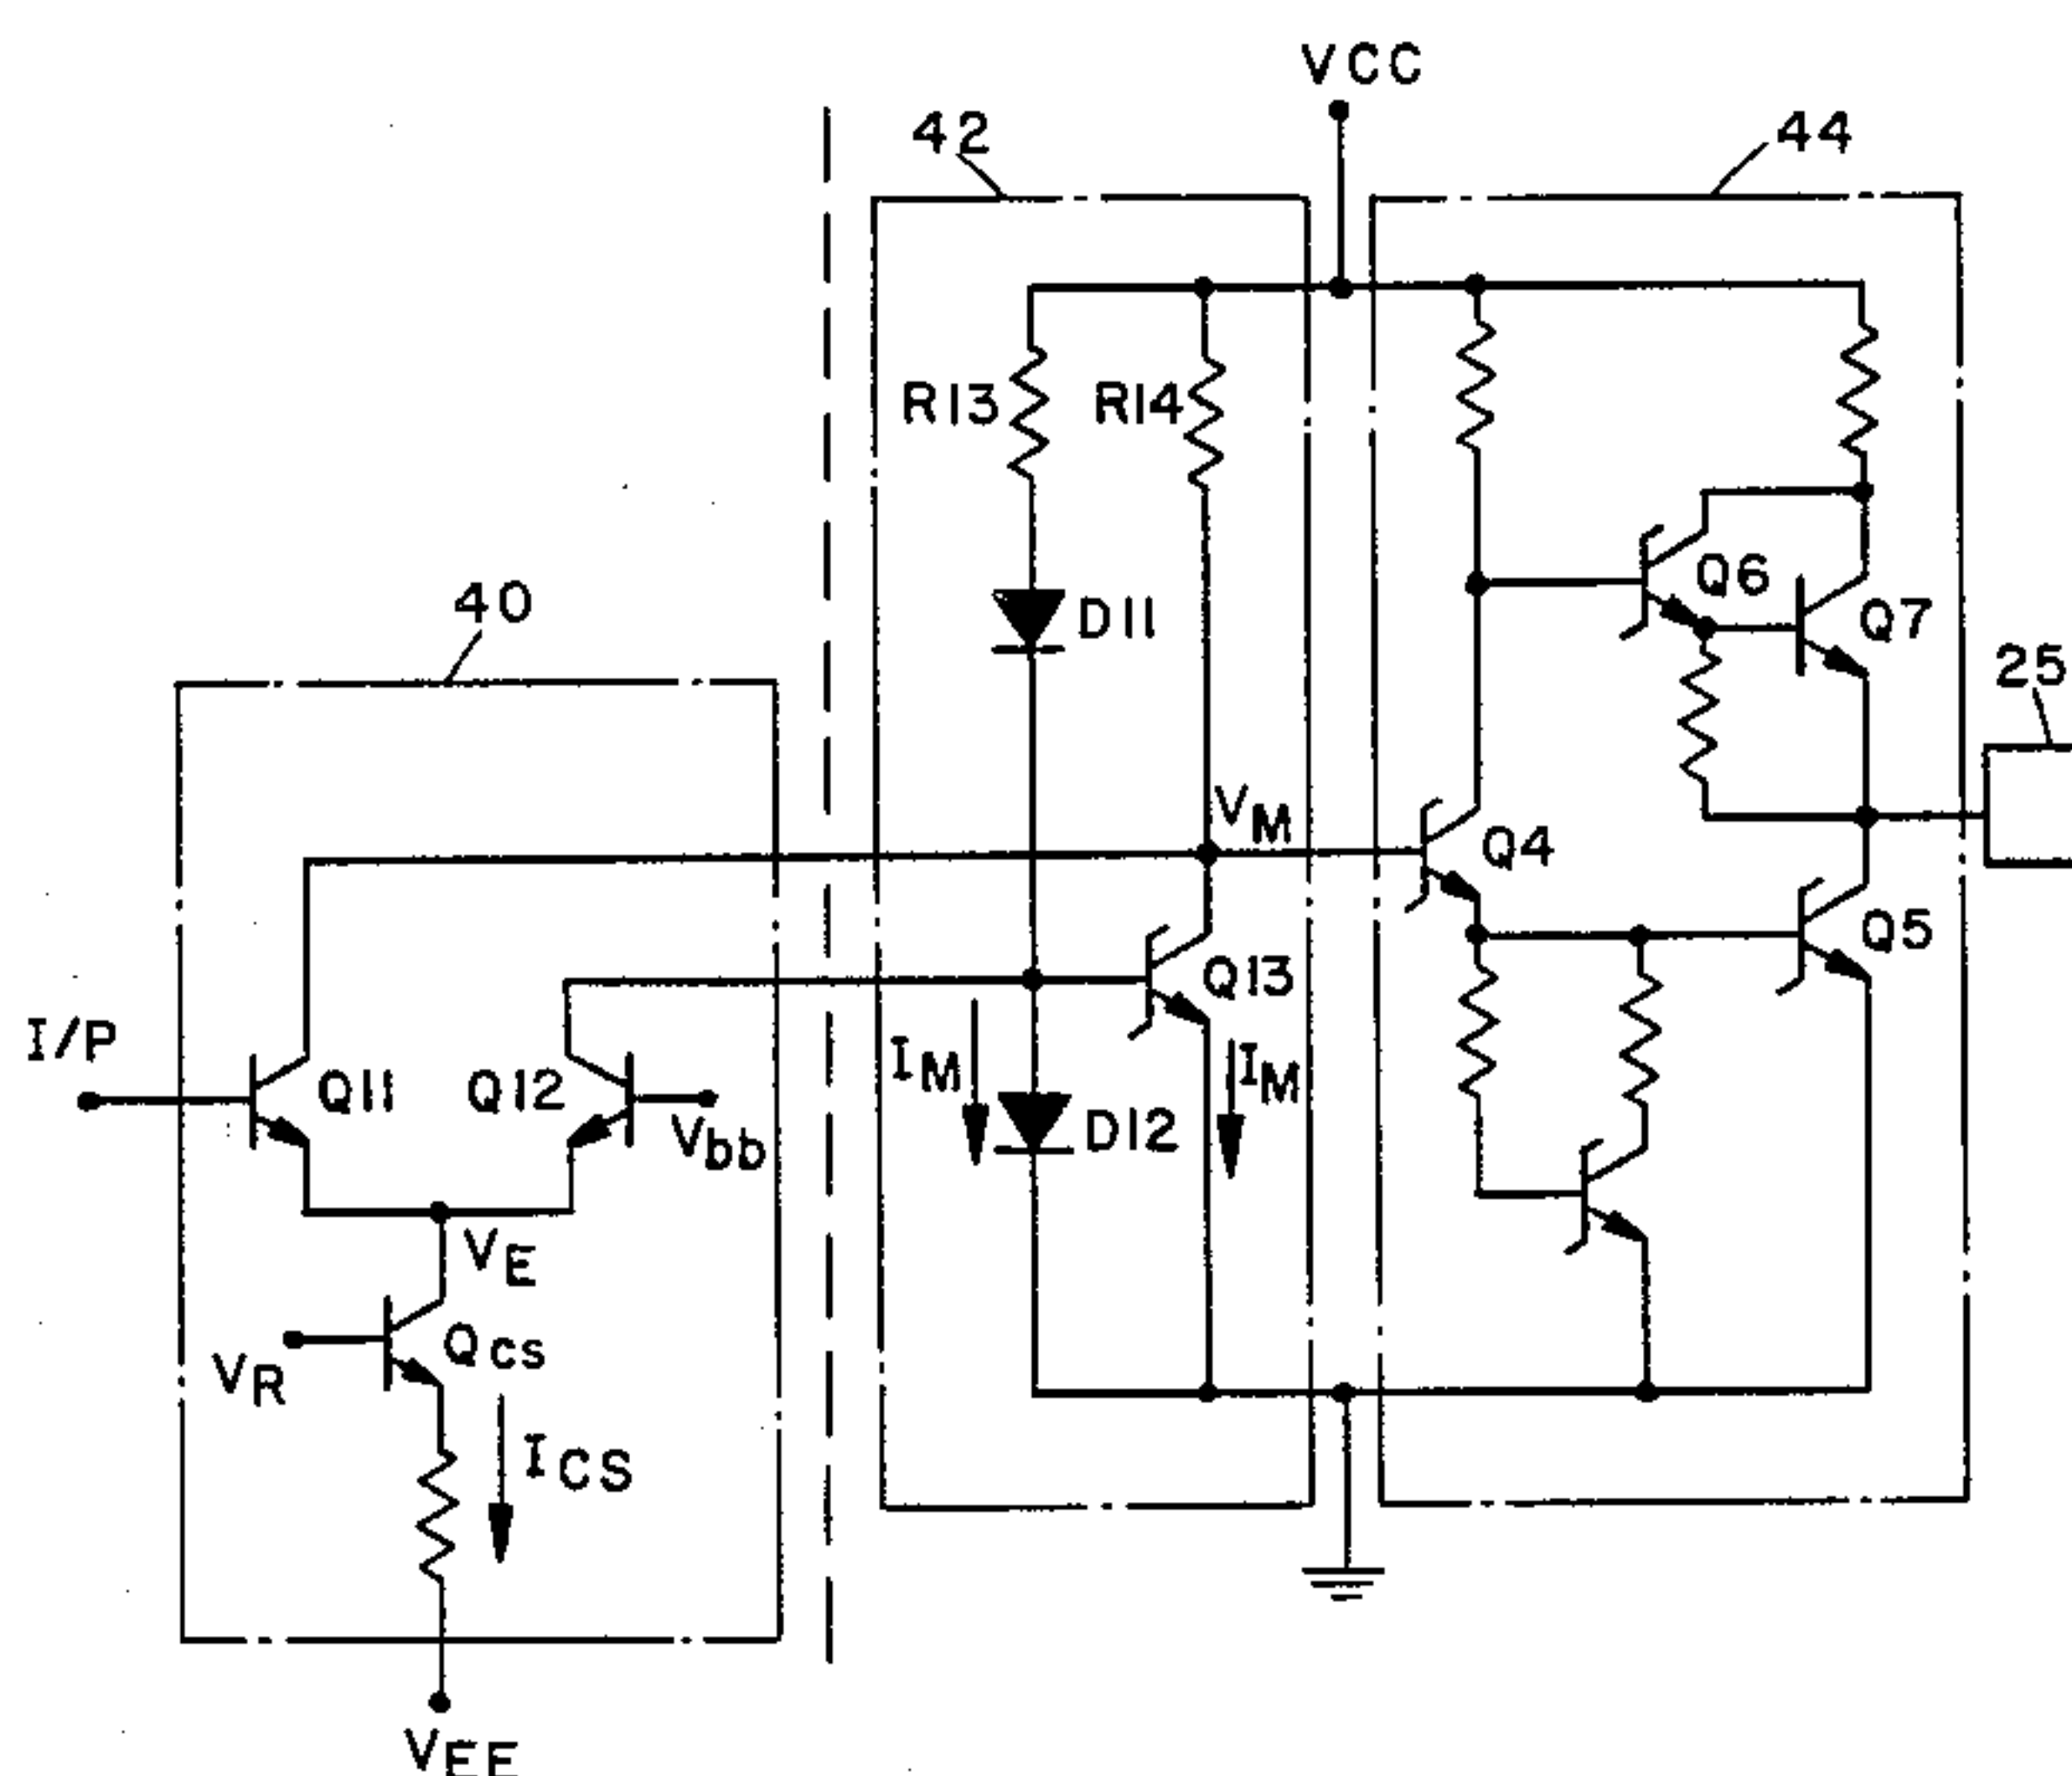 VCC
42
44
R13
R14
Q6
D11
Q7
40
25
VM
Q4
Q5
Q13
I/P
Q11
Q12
Vbb
IM
IM
D12
VE
VR
Qcs
ICS
VEE